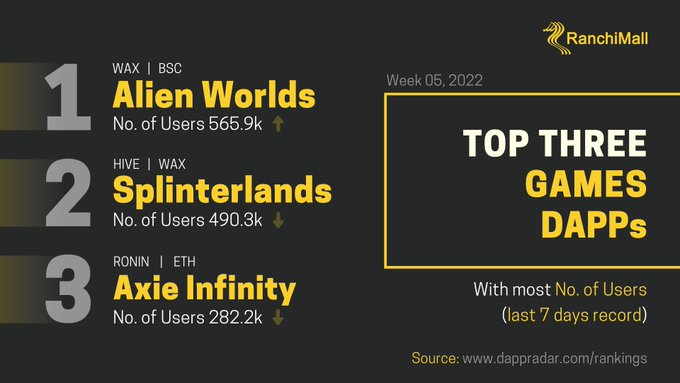 RanchiMall
1
WAX | BSC
Alien Worlds
No. of Users 565.9k
2
HIVE | WAX
Splinterlands
No. of Users 490.3k
3
RONIN | ETH
Axie Infinity
No. of Users 282.2k
Week 05, 2022
TOP THREE
GAMES
DAPPs
With most No. of Users
(last 7 days record)
Source: www.dappradar.com/rankings